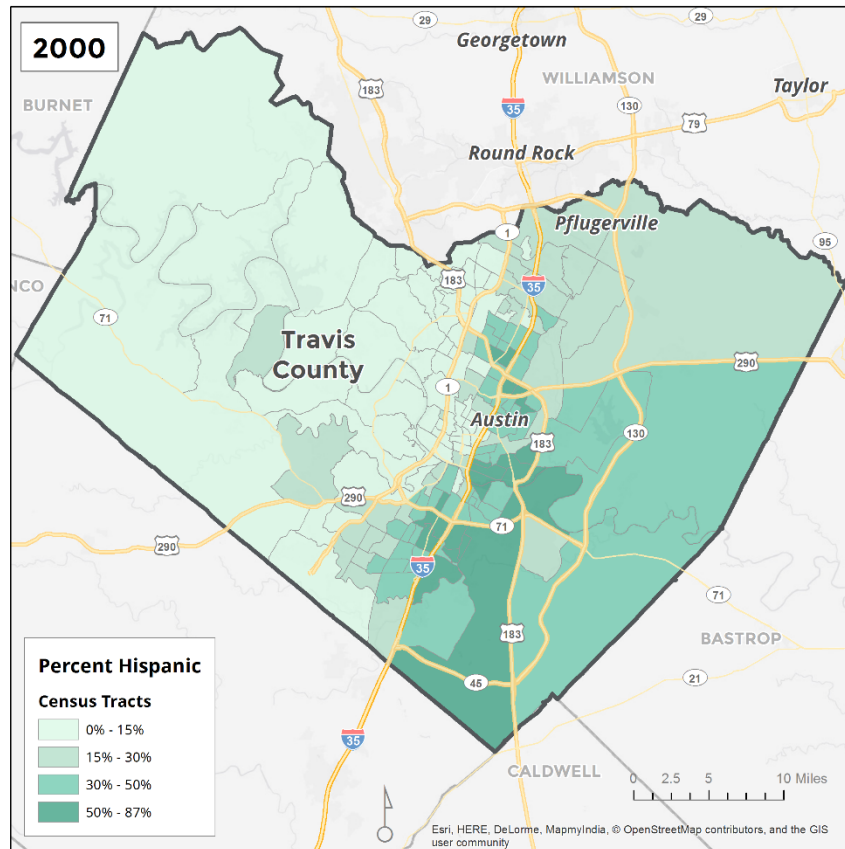 2000
29
29
Georgetown
183
WILLIAMSON
BURNET
35
130
Taylor
79
Round Rock
Pflugerville
1
95
183
35
NCO
71
Travis
County
290
1
Austin
130
183
290
290
71
35
71
183
BASTROP
45
21
Percent Hispanic
Census Tracts
0% - 15%
15% - 30%
30% - 50%
50% - 87%
35
CALDWELL
0 2.5 5 10 Miles
Esri, HERE, DeLorme, MapmyIndia, © OpenStreetMap contributors, and the GIS
user community